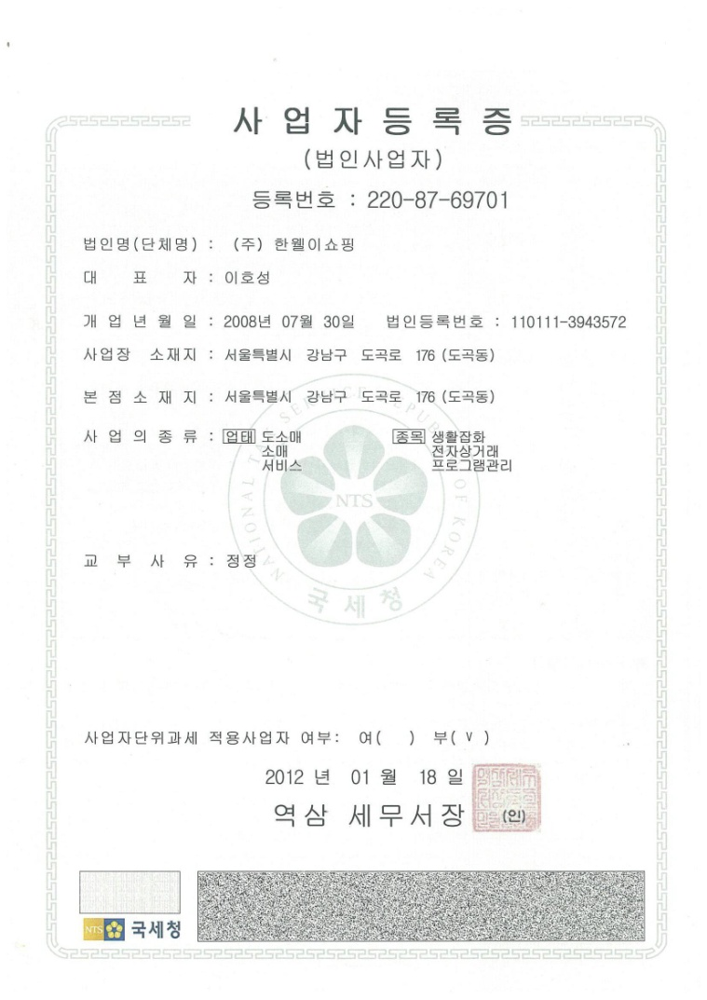 사업자등록증
(법인사업자)
등록번호 : 220-87-69701
법인명(단체명) : (주) 한웰이쇼핑
대 표 자 : 이호성
개 업 년 월 일 : 2008년 07월 30일 법인등록번호 : 110111-3943572
사업장 소재지 : 서울특별시 강남구 도곡로 176 (도곡동)
본 점 소 재 지 : 서울특별시 강남구 도곡로 176 (도곡동)
사 업 의 종 류 : 업태 도소매 종목 생활잡화
소매 전자상거래
서비스 프로그램관리
NATIONAL TAX SERVICE REPUBLIC OF KOREA
NTS
국세청
교 부 사 유 : 정정
사업자단위과세 적용사업자 여부: 여( ) 부( V )
2012 년 01 월 18 일
역삼 세무서장 (인)
NTS 국세청